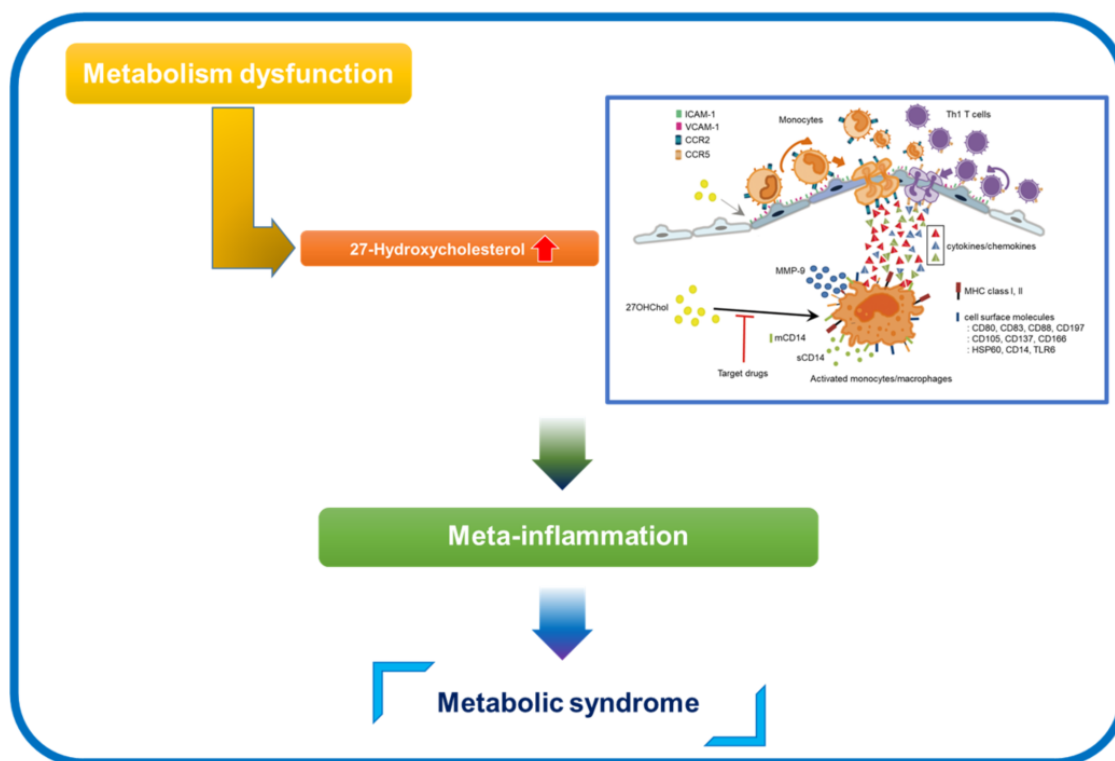 Metabolism dysfunction
27-Hydroxycholesterol
ICAM-1
VCAM-1
CCR2
CCR5
Monocytes
Th1 T cells
cytokines/chemokines
MMP-9
MHC class I, II
27OHChol
cell surface molecules
: CD80, CD83, CD88, CD197
: CD105, CD137, CD166
: HSP60, CD14, TLR6
mCD14
sCD14
Target drugs
Activated monocytes/macrophages
Meta-inflammation
Metabolic syndrome